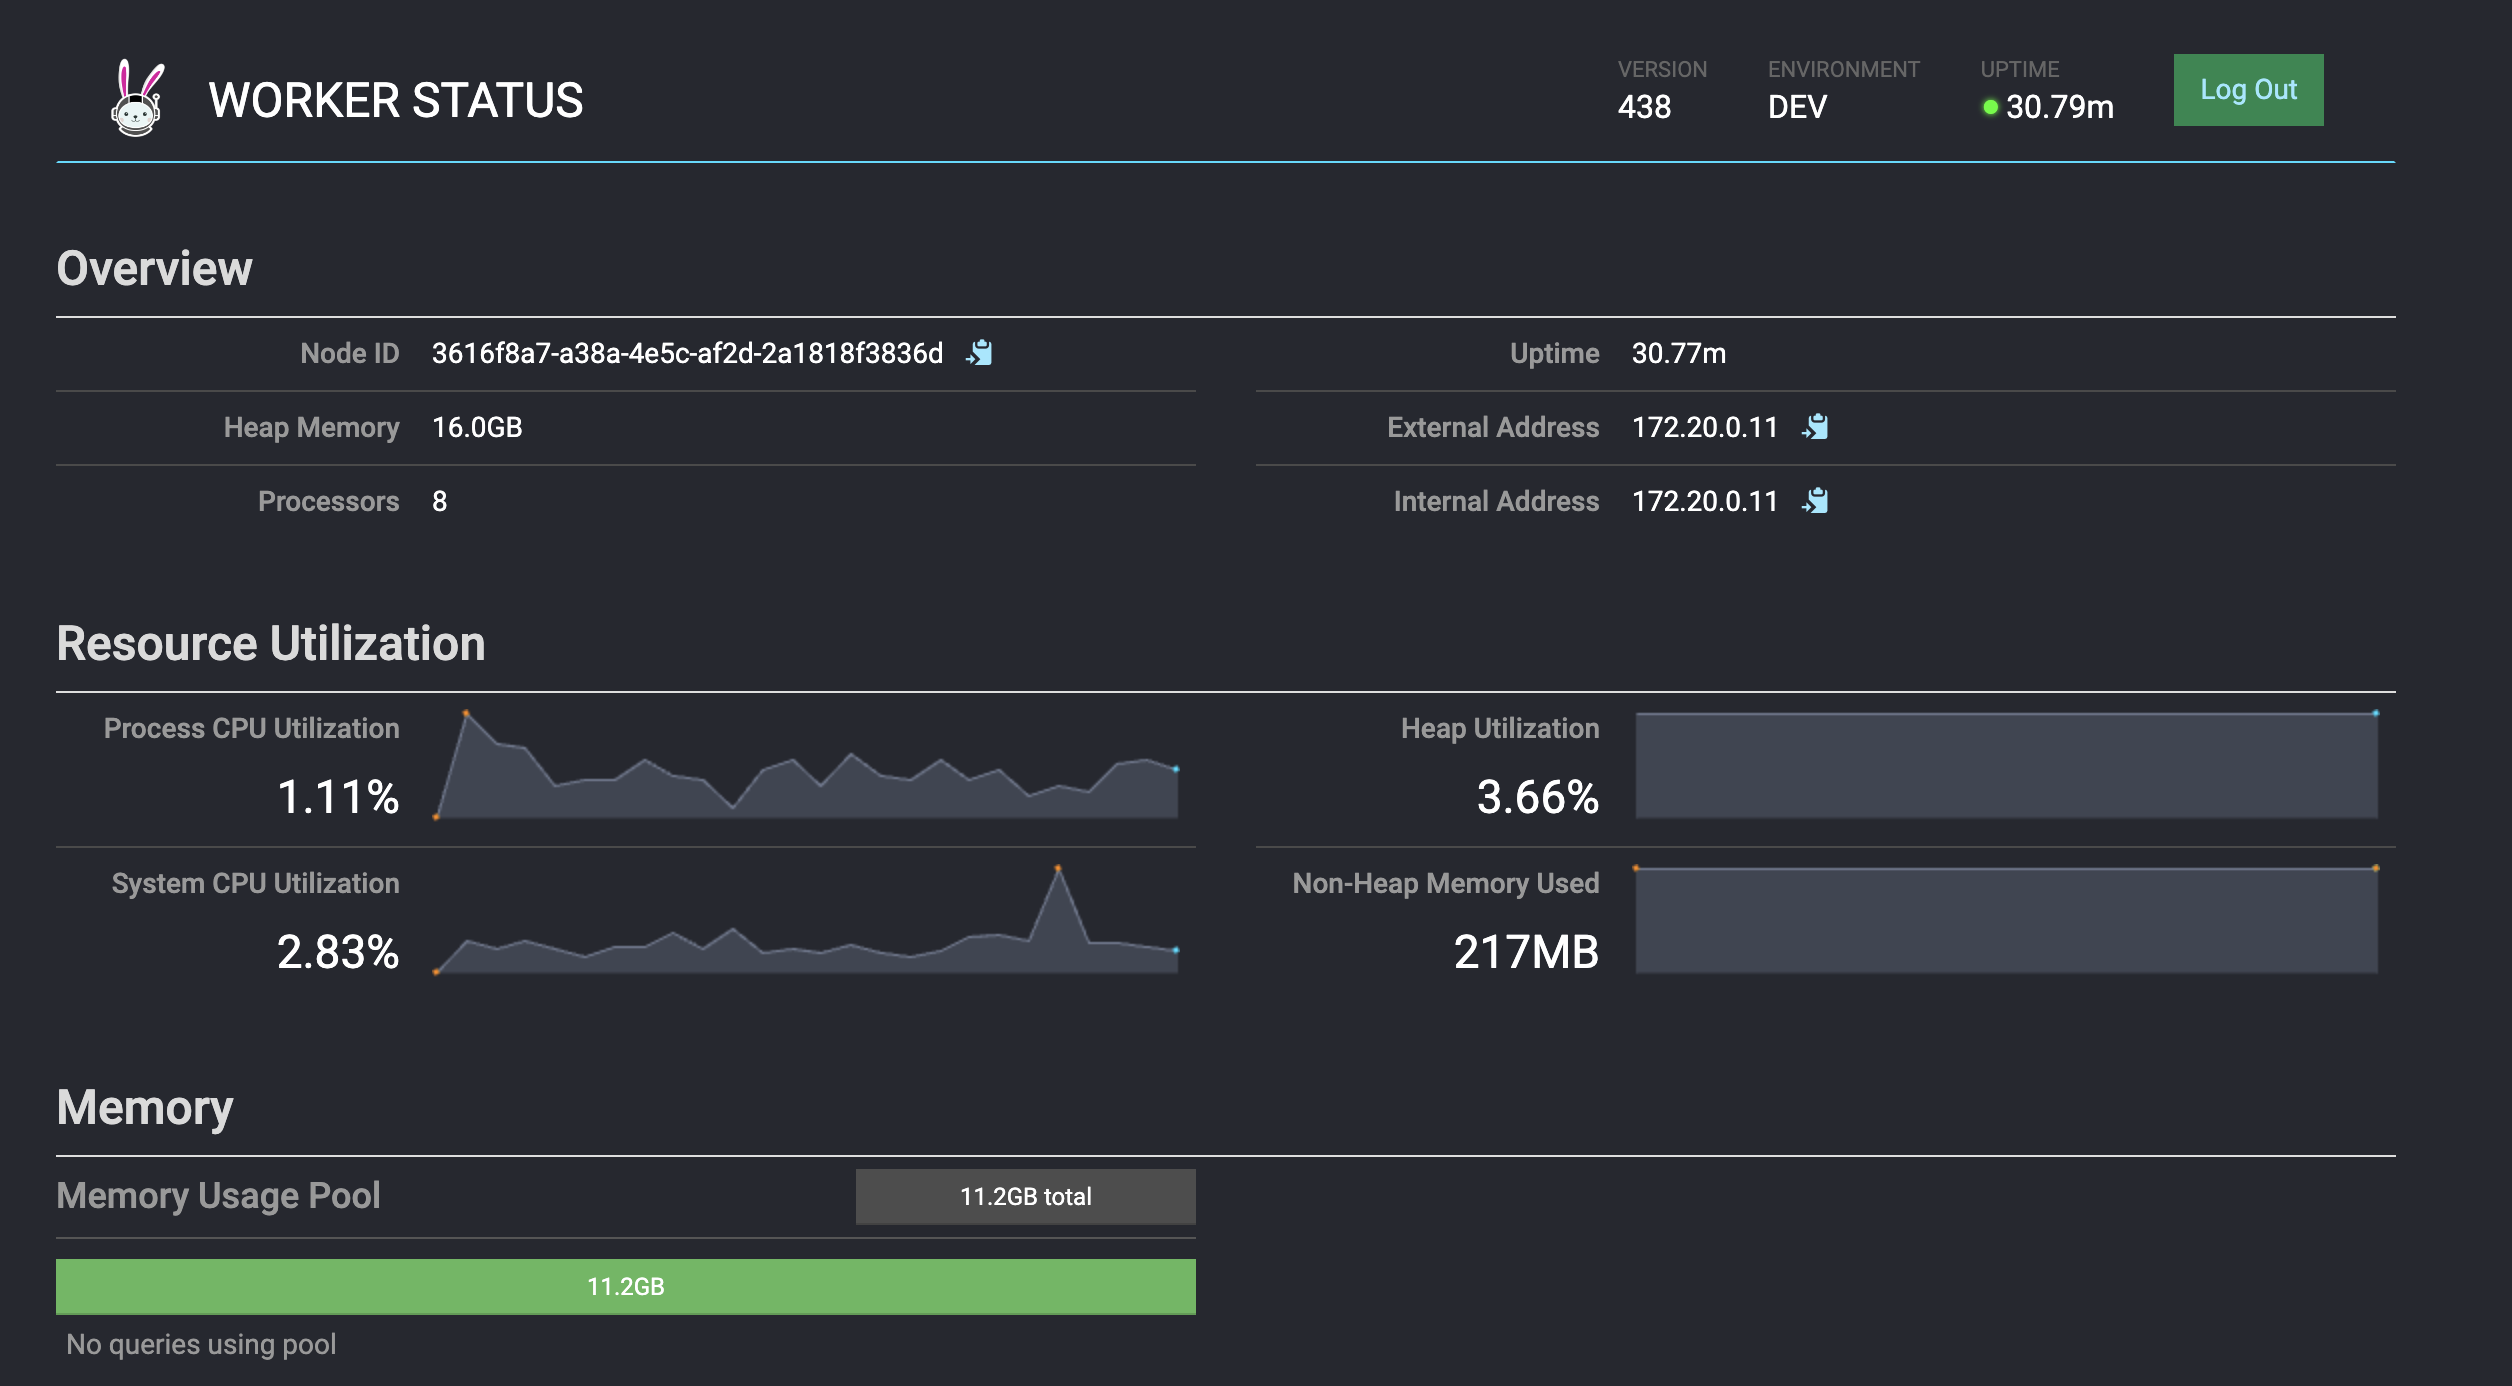 WORKER STATUS
VERSION
438
ENVIRONMENT
DEV
UPTIME
30.79m
Log Out
Overview
Node ID 3616f8a7-a38a-4e5c-af2d-2a1818f3836d
Heap Memory 16.0GB
Processors 8
Uptime 30.77m
External Address 172.20.0.11
Internal Address 172.20.0.11
Resource Utilization
Process CPU Utilization
1.11%
System CPU Utilization
2.83%
Heap Utilization
3.66%
Non-Heap Memory Used
217MB
Memory
Memory Usage Pool
11.2GB total
11.2GB
No queries using pool